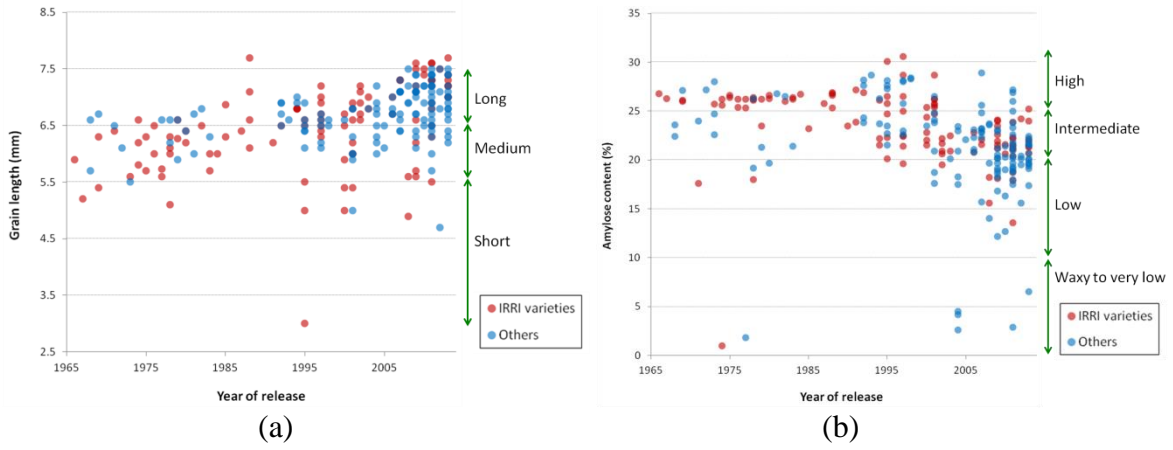 7.5
6.5
5.5
4.5
3.5
2.5
Grain length (mm)
1965
1975
1985
1995
2005
Year of release
Long
Medium
Short
IRRI varieties
Others
(a)
35
30
25
20
15
10
5
0
Amylose content (%)
1965
1975
1985
1995
2005
Year of release
High
Intermediate
Low
Waxy to very low
IRRI varieties
Others
(b)